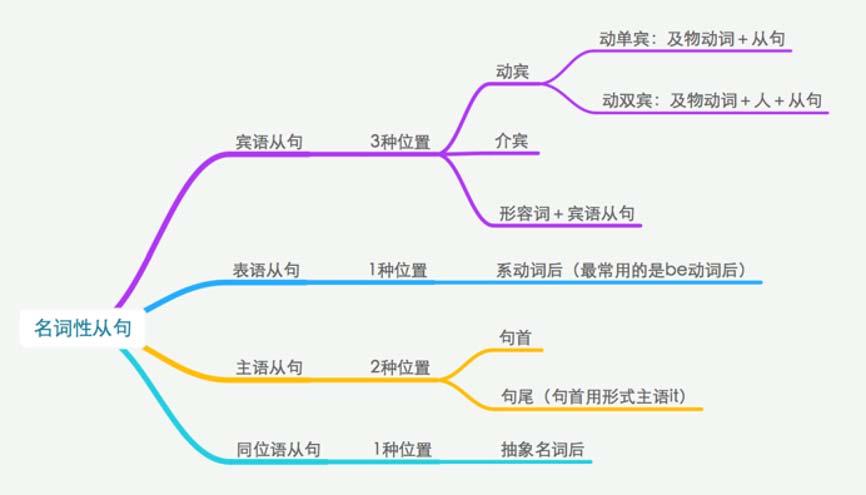 动单宾：及物动词＋从句
动宾
动双宾：及物动词＋人＋从句
宾语从句
3种位置
介宾
形容词＋宾语从句
表语从句
1种位置
系动词后（最常用的是be动词后）
名词性从句
句首
主语从句
2种位置
句尾（句首用形式主语it）
同位语从句
1种位置
抽象名词后